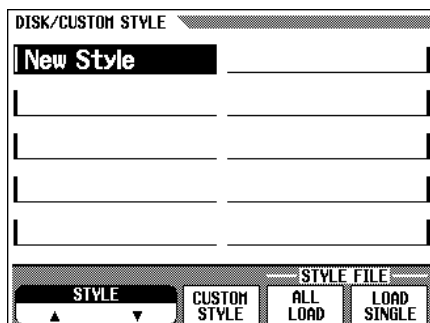 DISK/CUSTOM STYLE
New Style
STYLE FILE
STYLE
▲ ▼
CUSTOM STYLE
ALL LOAD
LOAD SINGLE